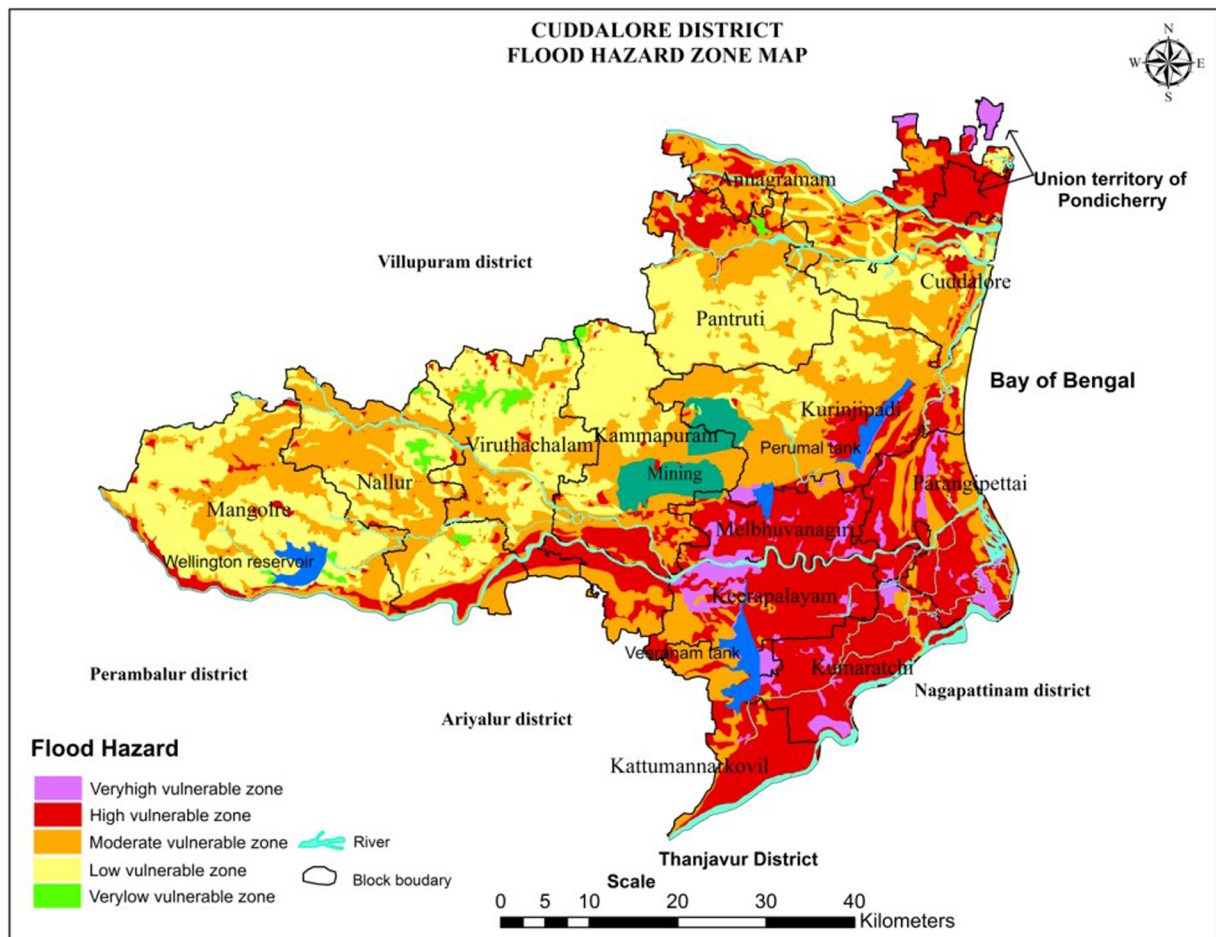 CUDDALORE DISTRICT
FLOOD HAZARD ZONE MAP
N
W E
S
Annagramam
Union territory of
Pondicherry
Villupuram district
Cuddalore
Pantruti
Bay of Bengal
Kurinjipadi
Viruthachalam
Kammapuram
Perumal tank
Mining
Nallur
Parangipettai
Mangolre
Melbhuvanagiri
Wellington reservoir
Keerapalayam
Veeranam tank
Kumaratchi
Perambalur district
Nagapattinam district
Ariyalur district
Kattumannarkovil
Flood Hazard
Veryhigh vulnerable zone
High vulnerable zone
Moderate vulnerable zone
Low vulnerable zone
Verylow vulnerable zone
River
Block boudary
Thanjavur District
Scale
0 5 10 20 30 40
Kilometers